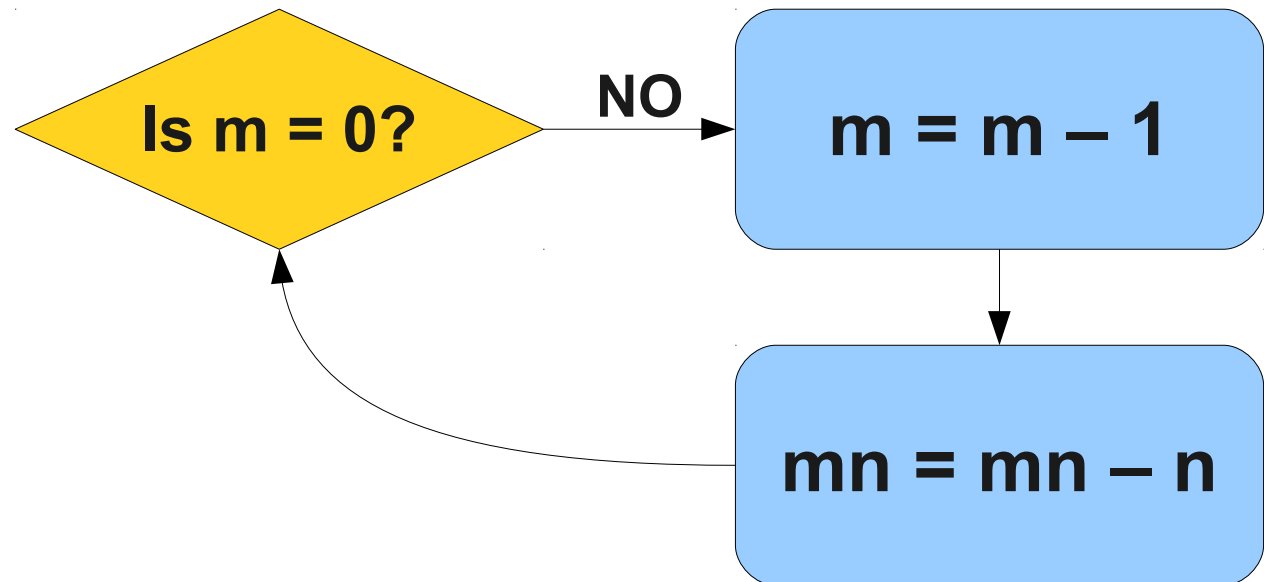 Is m = 0?
NO
m = m – 1
mn = mn – n